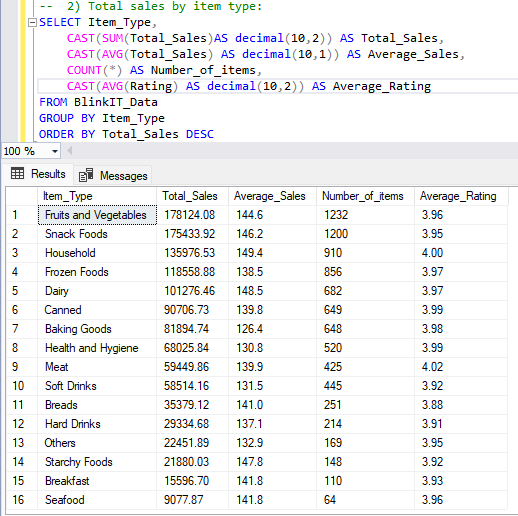 -- 2) Total sales by item type:
SELECT Item_Type,
CAST(SUM(Total_Sales)AS decimal(10,2)) AS Total_Sales,
CAST(AVG(Total_Sales) AS decimal(10,1)) AS Average_Sales,
COUNT(*) AS Number_of_items,
CAST(AVG(Rating) AS decimal(10,2)) AS Average_Rating
FROM BlinkIT_Data
GROUP BY Item_Type
ORDER BY Total_Sales DESC
100 %
Results Messages
Item_Type Total_Sales Average_Sales Number_of_items Average_Rating
1 Fruits and Vegetables 178124.08 144.6 1232 3.96
2 Snack Foods 175433.92 146.2 1200 3.95
3 Household 135976.53 149.4 910 4.00
4 Frozen Foods 118558.88 138.5 856 3.97
5 Dairy 101276.46 148.5 682 3.97
6 Canned 90706.73 139.8 649 3.99
7 Baking Goods 81894.74 126.4 648 3.98
8 Health and Hygiene 68025.84 130.8 520 3.99
9 Meat 59449.86 139.9 425 4.02
10 Soft Drinks 58514.16 131.5 445 3.92
11 Breads 35379.12 141.0 251 3.88
12 Hard Drinks 29334.68 137.1 214 3.91
13 Others 22451.89 132.9 169 3.95
14 Starchy Foods 21880.03 147.8 148 3.92
15 Breakfast 15596.70 141.8 110 3.93
16 Seafood 9077.87 141.8 64 3.96